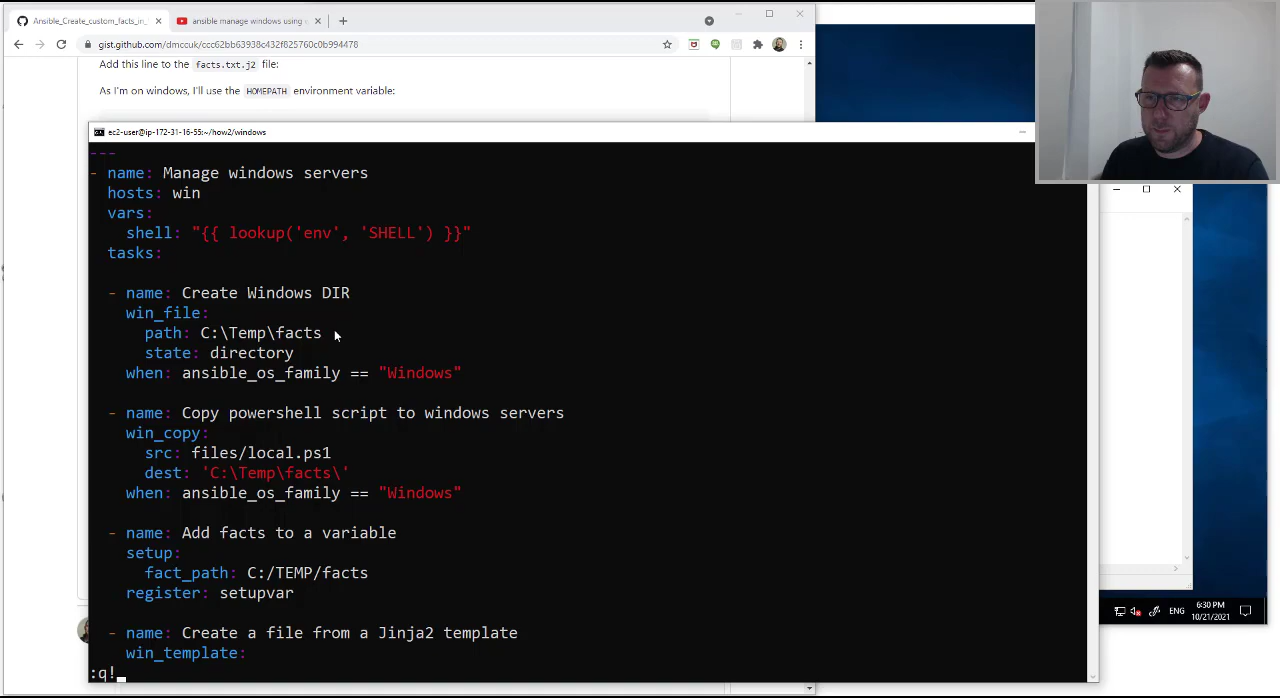 Ansible_Create_custom_facts_in_
ansible manage windows using
gist.github.com/dmccuk/ccc62bb63938c432f825760c0b994478
Add this line to the facts.txt.j2 file:
As I'm on windows, I'll use the HOMEPATH environment variable:
ec2-user@ip-172-31-16-55:~/how2/windows
---
- name: Manage windows servers
hosts: win
vars:
shell: "{{ lookup('env', 'SHELL') }}"
tasks:
- name: Create Windows DIR
win_file:
path: C:\Temp\facts
state: directory
when: ansible_os_family == "Windows"
- name: Copy powershell script to windows servers
win_copy:
src: files/local.ps1
dest: 'C:\Temp\facts\'
when: ansible_os_family == "Windows"
- name: Add facts to a variable
setup:
fact_path: C:/TEMP/facts
register: setupvar
- name: Create a file from a Jinja2 template
win_template:
:q!
ENG
6:30 PM
10/21/2021